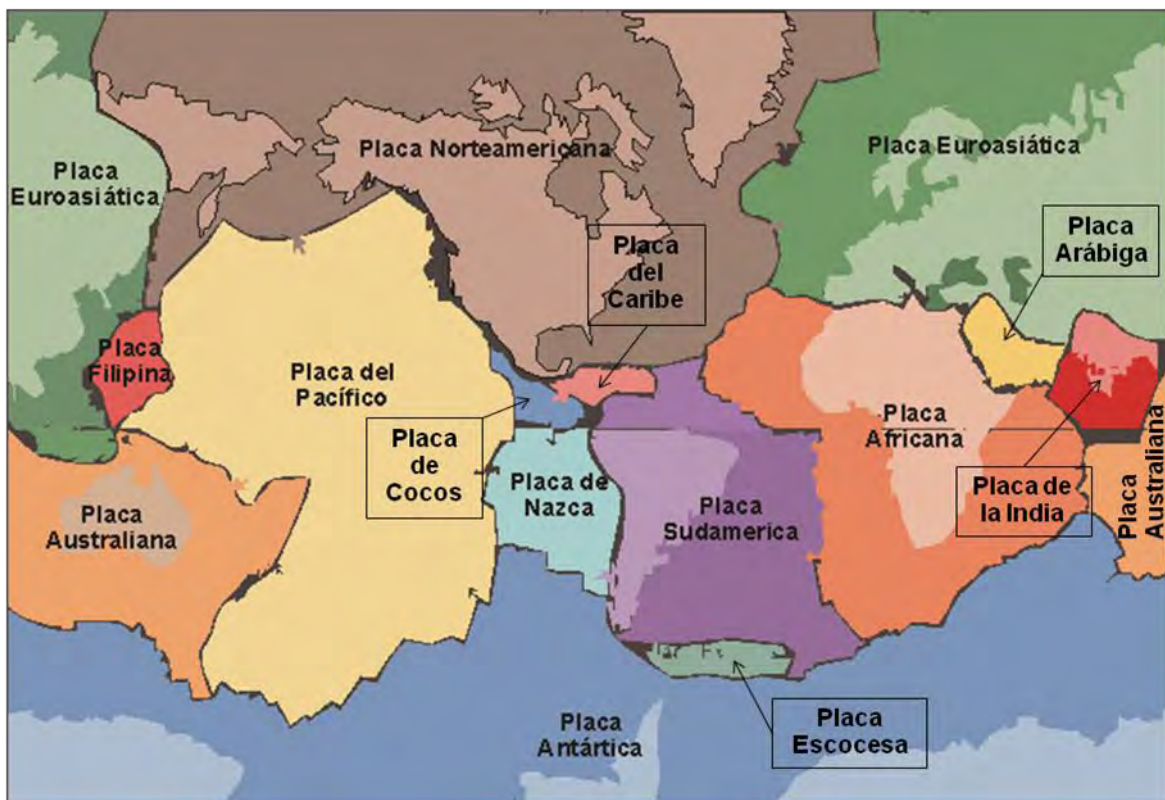 Placa
Euroasiática
Placa Norteamericana
Placa Euroasiática
Placa
Arábiga
Placa
del
Caribe
Placa
Filipina
Placa del
Pacífico
Placa
de
Cocos
Placa de
Nazca
Placa
Sudamerica
Placa
Africana
Placa de
la India
Placa
Australiana
Placa
Australiana
Placa
Antártica
Placa
Escocesa